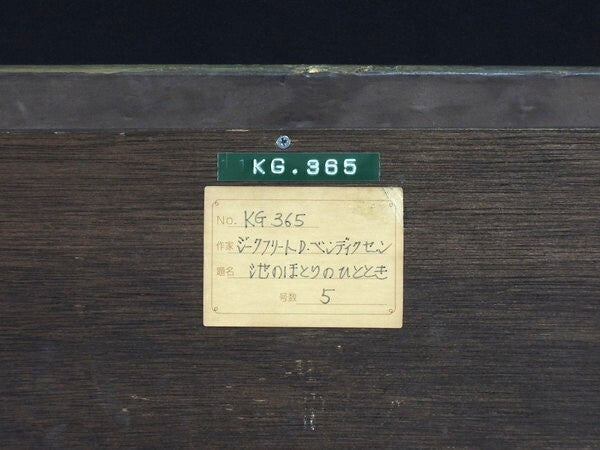 KG.365
No. KG 365
作家 ジークフリートD.ベンディクセン
題名 池のほとりのひととき
号数 5